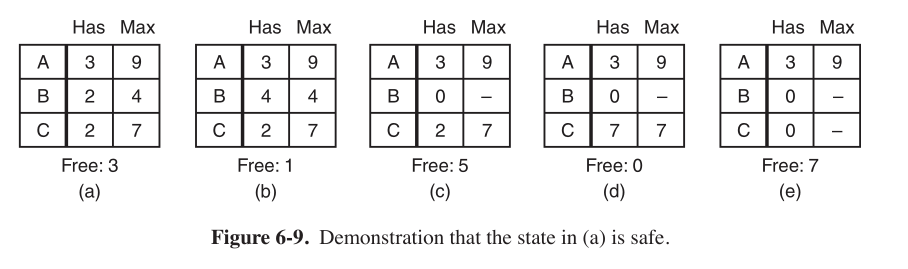 Has Max Has Max Has Max Has Max Has Max
A 3 9 A 3 9 A 3 9 A 3 9 A 3 9
B 2 4 B 4 4 B 0 – B 0 – B 0 –
C 2 7 C 2 7 C 2 7 C 7 7 C 0 –
Free: 3 Free: 1 Free: 5 Free: 0 Free: 7
(a) (b) (c) (d) (e)
Figure 6-9. Demonstration that the state in (a) is safe.